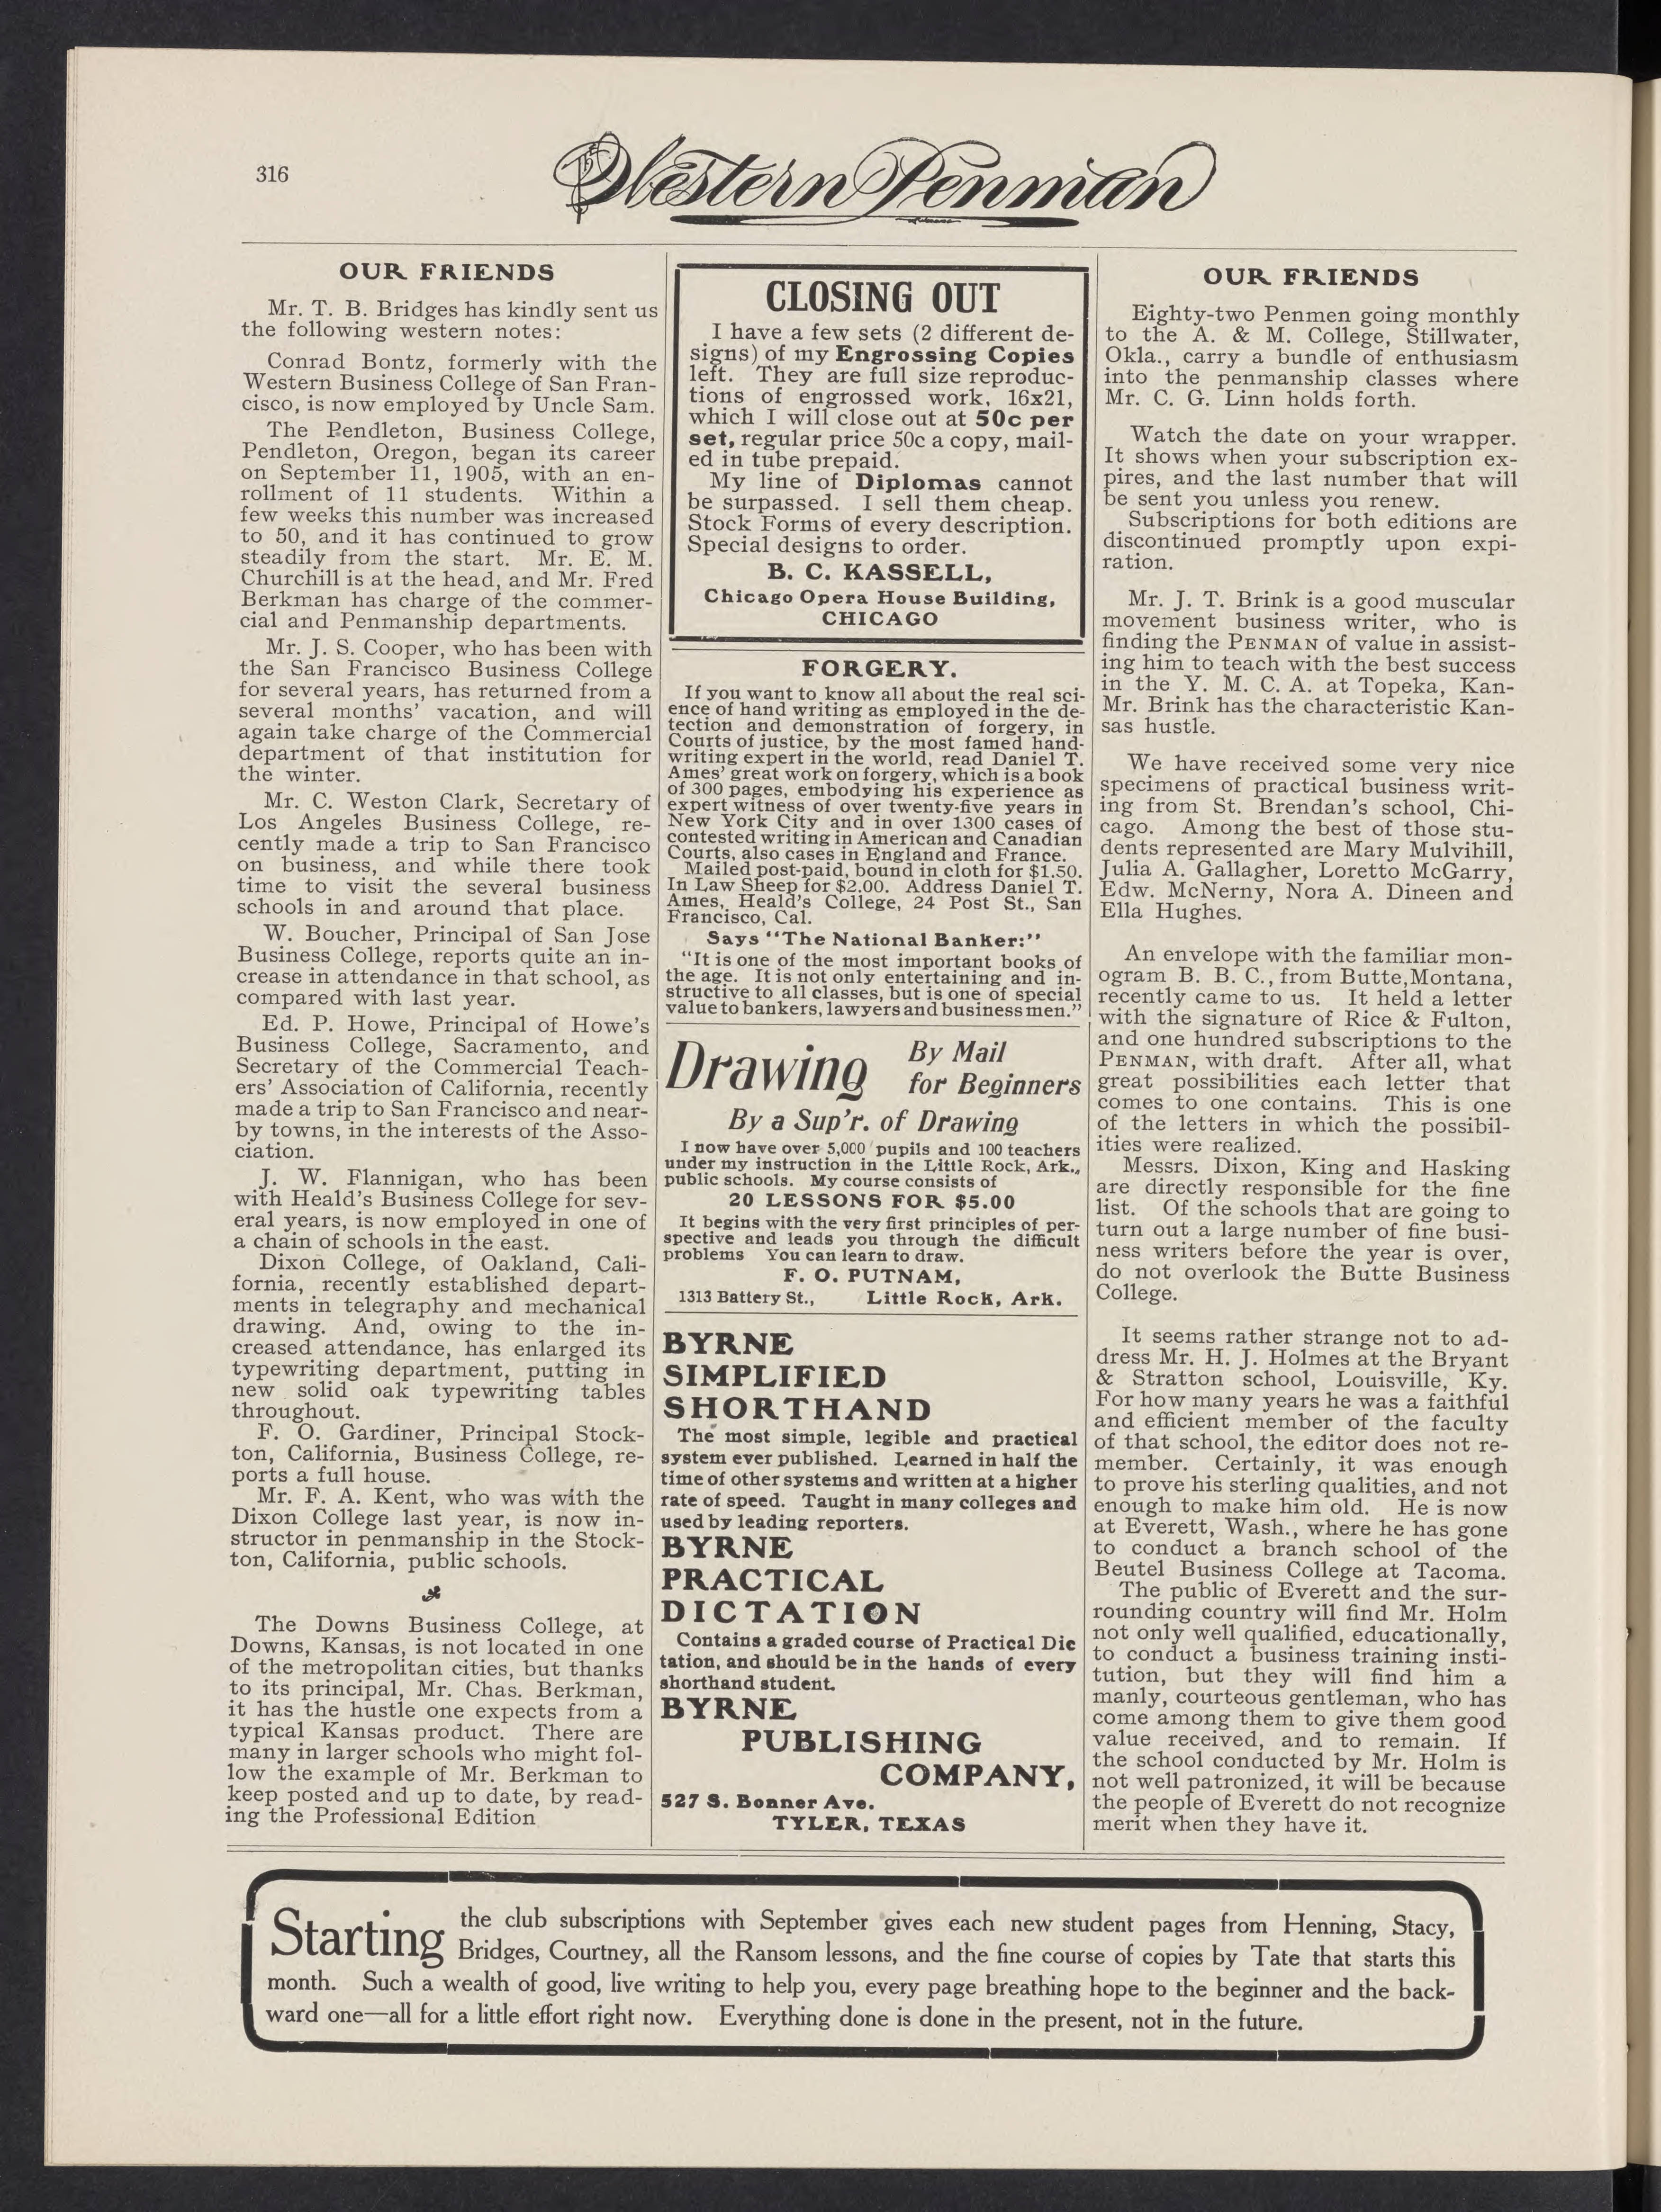 316
Western Penman
OUR FRIENDS
Mr. T. B. Bridges has kindly sent us
the following western notes:
Conrad Bontz, formerly with the
Western Business College of San Fran-
cisco, is now employed by Uncle Sam.
The Pendleton, Business College,
Pendleton, Oregon, began its career
on September 11, 1905, with an en-
rollment of 11 students. Within a
few weeks this number was increased
to 50, and it has continued to grow
steadily from the start. Mr. E. M.
Churchill is at the head, and Mr. Fred
Berkman has charge of the commer-
cial and Penmanship departments.
Mr. J. S. Cooper, who has been with
the San Francisco Business College
for several years, has returned from a
several months' vacation, and will
again take charge of the Commercial
department of that institution for
the winter.
Mr. C. Weston Clark, Secretary of
Los Angeles Business College, re-
cently made a trip to San Francisco
on business, and while there took
time to visit the several business
schools in and around that place.
W. Boucher, Principal of San Jose
Business College, reports quite an in-
crease in attendance in that school, as
compared with last year.
Ed. P. Howe, Principal of Howe's
Business College, Sacramento, and
Secretary of the Commercial Teach-
ers' Association of California, recently
made a trip to San Francisco and near-
by towns, in the interests of the Asso-
ciation.
J. W. Flannigan, who has been
with Heald's Business College for sev-
eral years, is now employed in one of
a chain of schools in the east.
Dixon College, of Oakland, Cali-
fornia, recently established depart-
ments in telegraphy and mechanical
drawing. And, owing to the in-
creased attendance, has enlarged its
typewriting department, putting in
new solid oak typewriting tables
throughout.
F. O. Gardiner, Principal Stock-
ton, California, Business College, re-
ports a full house.
Mr. F. A. Kent, who was with the
Dixon College last year, is now in-
structor in penmanship in the Stock-
ton, California, public schools.
The Downs Business College, at
Downs, Kansas, is not located in one
of the metropolitan cities, but thanks
to its principal, Mr. Chas. Berkman,
it has the hustle one expects from a
typical Kansas product. There are
many in larger schools who might fol-
low the example of Mr. Berkman to
keep posted and up to date, by read-
ing the Professional Edition
CLOSING OUT
I have a few sets (2 different de-
signs) of my Engrossing Copies
left. They are full size reproduc-
tions of engrossed work, 16x21,
which I will close out at 50c per
set, regular price 50c a copy, mail-
ed in tube prepaid.
My line of Diplomas cannot
be surpassed. I sell them cheap.
Stock Forms of every description.
Special designs to order.
B. C. KASSELL,
Chicago Opera House Building,
CHICAGO
FORGERY.
If you want to know all about the real sci-
ence of hand writing as employed in the de-
tection and demonstration of forgery, in
Courts of justice, by the most famed hand-
writing expert in the world, read Daniel T.
Ames' great work on forgery, which is a book
of 300 pages, embodying his experience as
expert witness of over twenty-five years in
New York City and in over 1300 cases of
contested writing in American and Canadian
Courts, also cases in England and France.
Mailed post-paid, bound in cloth for $1.50.
In Law Sheep for $2.00. Address Daniel T.
Ames, Heald's College, 24 Post St., San
Francisco, Cal.
Says "The National Banker:"
"It is one of the most important books of
the age. It is not only entertaining and in-
structive to all classes, but is one of special
value to bankers, lawyers and business men."
Drawing By Mail
for Beginners
By a Sup'r. of Drawing
I now have over 5,000 pupils and 100 teachers
under my instruction in the Little Rock, Ark.,
public schools. My course consists of
20 LESSONS FOR $5.00
It begins with the very first principles of per-
spective and leads you through the difficult
problems You can learn to draw.
F. O. PUTNAM,
1313 Battery St., Little Rock, Ark.
BYRNE
SIMPLIFIED
SHORTHAND
The most simple, legible and practical
system ever published. Learned in half the
time of other systems and written at a higher
rate of speed. Taught in many colleges and
used by leading reporters.
BYRNE
PRACTICAL
DICTATION
Contains a graded course of Practical Dic
tation, and should be in the hands of every
shorthand student.
BYRNE
PUBLISHING
COMPANY,
527 S. Bonner Ave.
TYLER, TEXAS
OUR FRIENDS
Eighty-two Penmen going monthly
to the A. & M. College, Stillwater,
Okla., carry a bundle of enthusiasm
into the penmanship classes where
Mr. C. G. Linn holds forth.
Watch the date on your wrapper.
It shows when your subscription ex-
pires, and the last number that will
be sent you unless you renew.
Subscriptions for both editions are
discontinued promptly upon expi-
ration.
Mr. J. T. Brink is a good muscular
movement business writer, who is
finding the PENMAN of value in assist-
ing him to teach with the best success
in the Y. M. C. A. at Topeka, Kan-
Mr. Brink has the characteristic Kan-
sas hustle.
We have received some very nice
specimens of practical business writ-
ing from St. Brendan's school, Chi-
cago. Among the best of those stu-
dents represented are Mary Mulvihill,
Julia A. Gallagher, Loretto McGarry,
Edw. McNerny, Nora A. Dineen and
Ella Hughes.
An envelope with the familiar mon-
ogram B. B. C., from Butte, Montana,
recently came to us. It held a letter
with the signature of Rice & Fulton,
and one hundred subscriptions to the
PENMAN, with draft. After all, what
great possibilities each letter that
comes to one contains. This is one
of the letters in which the possibil-
ities were realized.
Messrs. Dixon, King and Hasking
are directly responsible for the fine
list. Of the schools that are going to
turn out a large number of fine busi-
ness writers before the year is over,
do not overlook the Butte Business
College.
It seems rather strange not to ad-
dress Mr. H. J. Holmes at the Bryant
& Stratton school, Louisville, Ky.
For how many years he was a faithful
and efficient member of the faculty
of that school, the editor does not re-
member. Certainly, it was enough
to prove his sterling qualities, and not
enough to make him old. He is now
at Everett, Wash., where he has gone
to conduct a branch school of the
Beutel Business College at Tacoma.
The public of Everett and the sur-
rounding country will find Mr. Holm
not only well qualified, educationally,
to conduct a business training insti-
tution, but they will find him a
manly, courteous gentleman, who has
come among them to give them good
value received, and to remain. If
the school conducted by Mr. Holm is
not well patronized, it will be because
the people of Everett do not recognize
merit when they have it.
Starting the club subscriptions with September gives each new student pages from Henning, Stacy,
Bridges, Courtney, all the Ransom lessons, and the fine course of copies by Tate that starts this
month. Such a wealth of good, live writing to help you, every page breathing hope to the beginner and the back-
ward one—all for a little effort right now. Everything done is done in the present, not in the future.